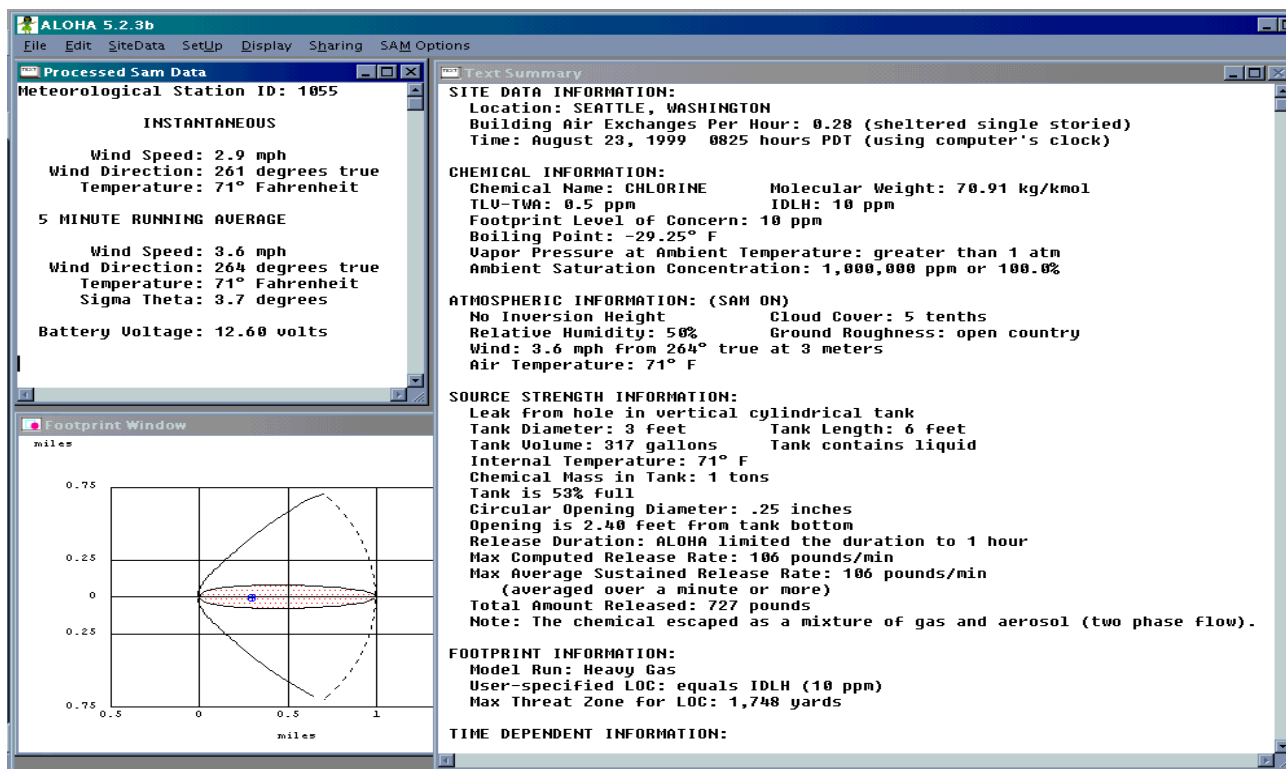 ALOHA 5.2.3b
File Edit SiteData SetUp Display Sharing SAM Options
Processed Sam Data
Meteorological Station ID: 1055
INSTANTANEOUS
Wind Speed: 2.9 mph
Wind Direction: 261 degrees true
Temperature: 71° Fahrenheit
5 MINUTE RUNNING AVERAGE
Wind Speed: 3.6 mph
Wind Direction: 264 degrees true
Temperature: 71° Fahrenheit
Sigma Theta: 3.7 degrees
Battery Voltage: 12.60 volts
Footprint Window
miles
0.75
0.25
0
0.25
0.75
0.5 0 0.5 1
miles
Text Summary
SITE DATA INFORMATION:
Location: SEATTLE, WASHINGTON
Building Air Exchanges Per Hour: 0.28 (sheltered single storied)
Time: August 23, 1999 0825 hours PDT (using computer's clock)
CHEMICAL INFORMATION:
Chemical Name: CHLORINE Molecular Weight: 70.91 kg/kmol
TLV-TWA: 0.5 ppm IDLH: 10 ppm
Footprint Level of Concern: 10 ppm
Boiling Point: -29.25° F
Vapor Pressure at Ambient Temperature: greater than 1 atm
Ambient Saturation Concentration: 1,000,000 ppm or 100.0%
ATMOSPHERIC INFORMATION: (SAM ON)
No Inversion Height Cloud Cover: 5 tenths
Relative Humidity: 50% Ground Roughness: open country
Wind: 3.6 mph from 264° true at 3 meters
Air Temperature: 71° F
SOURCE STRENGTH INFORMATION:
Leak from hole in vertical cylindrical tank
Tank Diameter: 3 feet Tank Length: 6 feet
Tank Volume: 317 gallons Tank contains liquid
Internal Temperature: 71° F
Chemical Mass in Tank: 1 tons
Tank is 53% full
Circular Opening Diameter: .25 inches
Opening is 2.40 feet from tank bottom
Release Duration: ALOHA limited the duration to 1 hour
Max Computed Release Rate: 106 pounds/min
Max Average Sustained Release Rate: 106 pounds/min
(averaged over a minute or more)
Total Amount Released: 727 pounds
Note: The chemical escaped as a mixture of gas and aerosol (two phase flow).
FOOTPRINT INFORMATION:
Model Run: Heavy Gas
User-specified LOC: equals IDLH (10 ppm)
Max Threat Zone for LOC: 1,748 yards
TIME DEPENDENT INFORMATION: